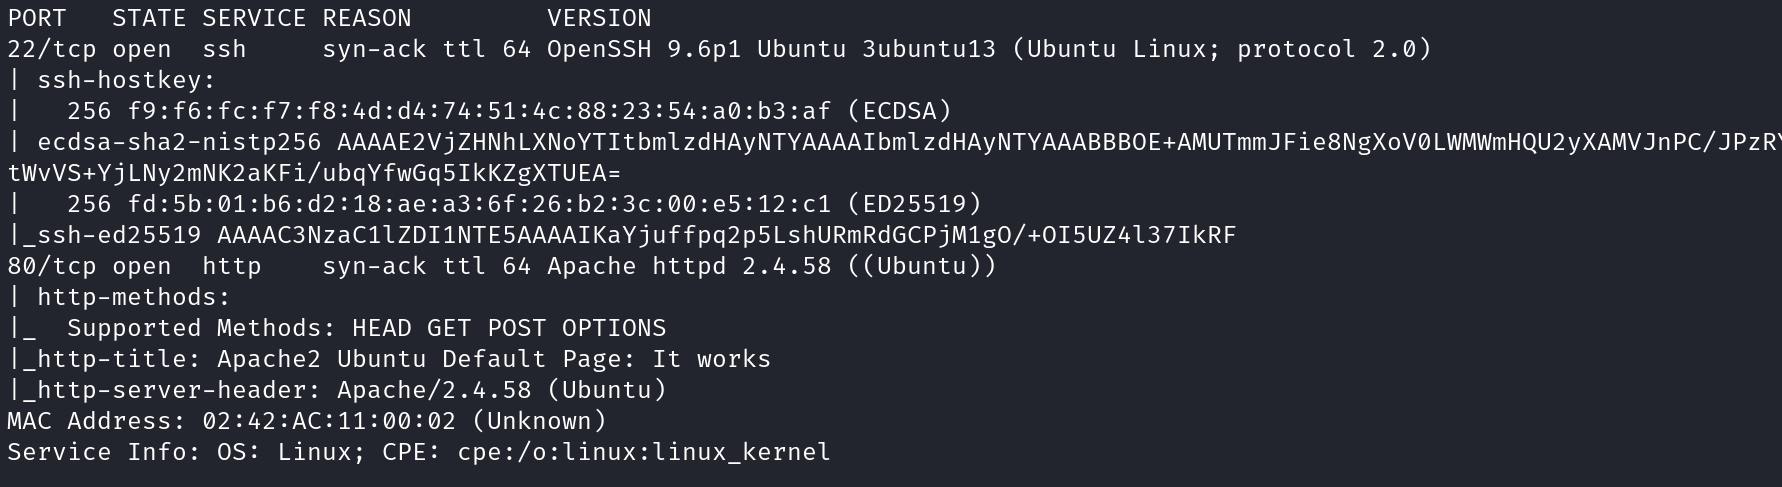 PORT   STATE SERVICE REASON         VERSION
22/tcp open  ssh     syn-ack ttl 64 OpenSSH 9.6p1 Ubuntu 3ubuntu13 (Ubuntu Linux; protocol 2.0)
| ssh-hostkey:
|   256 f9:f6:fc:f7:f8:4d:d4:74:51:4c:88:23:54:a0:b3:af (ECDSA)
| ecdsa-sha2-nistp256 AAAAE2VjZHNhLXNoYTItbmlzdHAyNTYAAAAIbmlzdHAyNTYAAABBBOE+AMUTmmJFie8NgXoV0LWMWmHQU2yXAMVJnPC/JPzRY
tWvVS+YjLNy2mNK2aKFi/ubqYfwGq5IkKZgXTUEA=
|   256 fd:5b:01:b6:d2:18:ae:a3:6f:26:b2:3c:00:e5:12:c1 (ED25519)
|_ssh-ed25519 AAAAC3NzaC1lZDI1NTE5AAAAIKaYjuffpq2p5LshURmRdGCPjM1gO/+OI5UZ4l37IkRF
80/tcp open  http    syn-ack ttl 64 Apache httpd 2.4.58 ((Ubuntu))
| http-methods:
|_  Supported Methods: HEAD GET POST OPTIONS
|_http-title: Apache2 Ubuntu Default Page: It works
|_http-server-header: Apache/2.4.58 (Ubuntu)
MAC Address: 02:42:AC:11:00:02 (Unknown)
Service Info: OS: Linux; CPE: cpe:/o:linux:linux_kernel